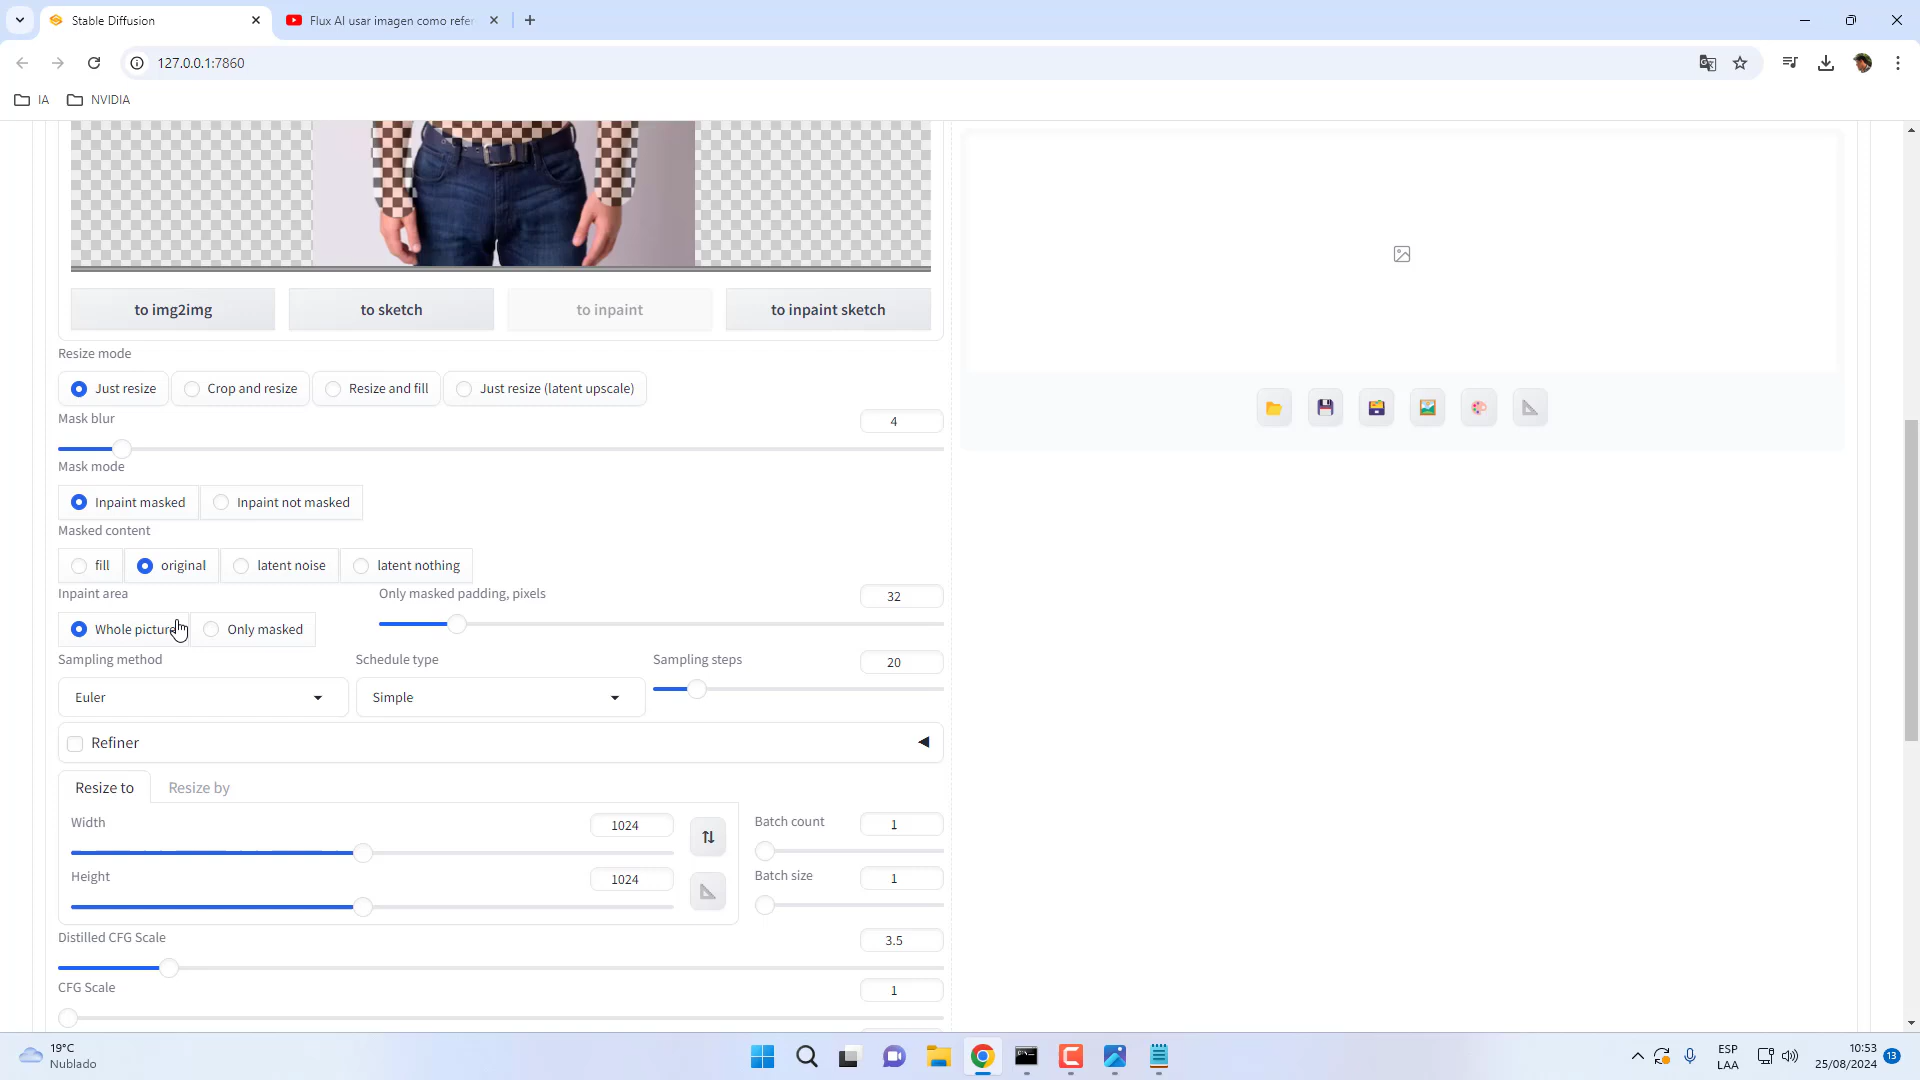 Stable Diffusion
Flux AI usar imagen como refer
127.0.0.1:7860
IA
NVIDIA
to img2img
to sketch
to inpaint
to inpaint sketch
Resize mode
Just resize
Crop and resize
Resize and fill
Just resize (latent upscale)
Mask blur
4
Mask mode
Inpaint masked
Inpaint not masked
Masked content
fill
original
latent noise
latent nothing
Inpaint area
Only masked padding, pixels
32
Whole picture
Only masked
Sampling method
Schedule type
Sampling steps
20
Euler
Simple
Refiner
Resize to
Resize by
Width
1024
Batch count
1
Height
1024
Batch size
1
Distilled CFG Scale
3.5
CFG Scale
1
19°C
Nublado
ESP
LAA
10:53
25/08/2024
13